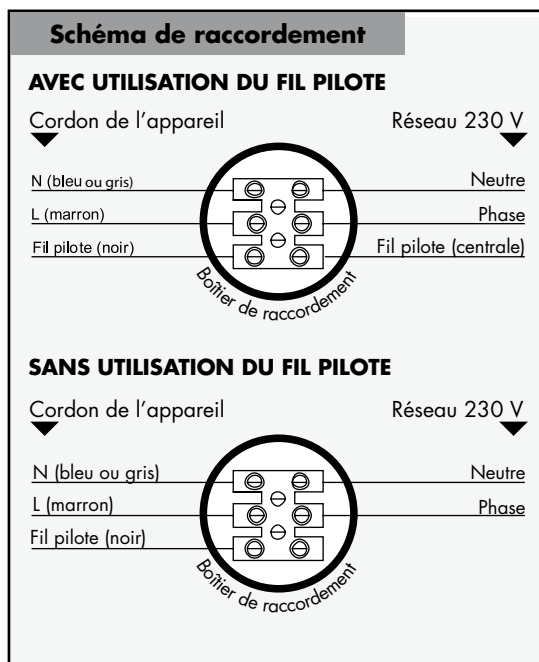 Schéma de raccordement
AVEC UTILISATION DU FIL PILOTE
Cordon de l'appareil Réseau 230 V
N (bleu ou gris) Neutre
L (marron) Phase
Fil pilote (noir) Fil pilote (centrale)
Boîtier de raccordement
SANS UTILISATION DU FIL PILOTE
Cordon de l'appareil Réseau 230 V
N (bleu ou gris) Neutre
L (marron) Phase
Fil pilote (noir)
Boîtier de raccordement